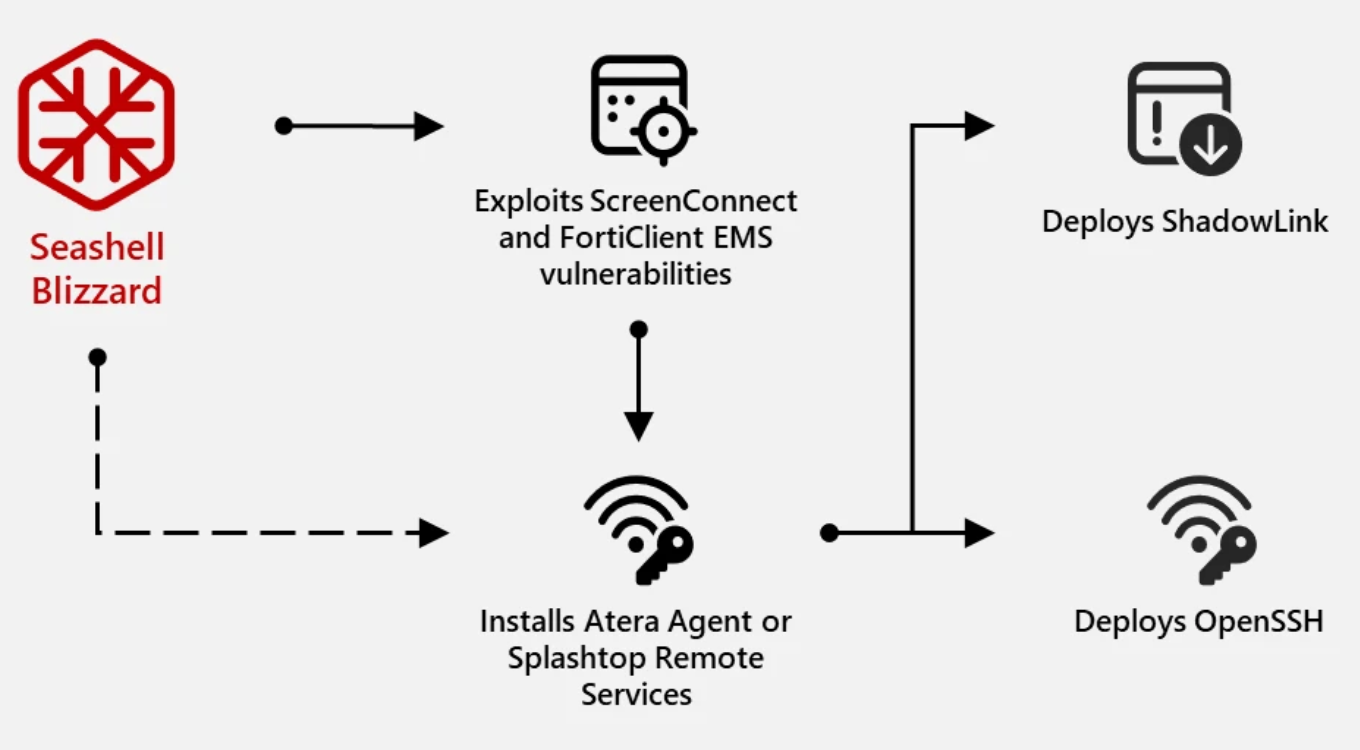 Seashell
Blizzard
Exploits ScreenConnect
and FortiClient EMS
vulnerabilities
Deploys ShadowLink
Installs Atera Agent or
Splashtop Remote
Services
Deploys OpenSSH